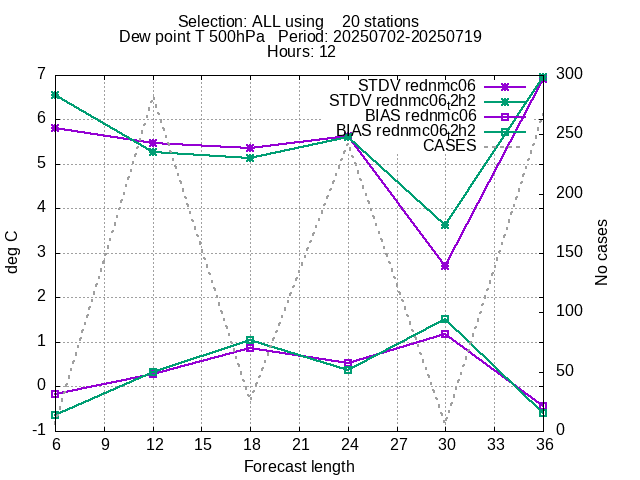 Selection: ALL using    20 stations
Dew point T 500hPa   Period: 20250702-20250719
Hours: 12
STDV rednmc06
STDV rednmc06,2h2
BIAS rednmc06
BIAS rednmc06,2h2
CASES
7
6
5
4
3
2
1
0
-1
deg C
300
250
200
150
100
50
0
No cases
6 9 12 15 18 21 24 27 30 33 36
Forecast length